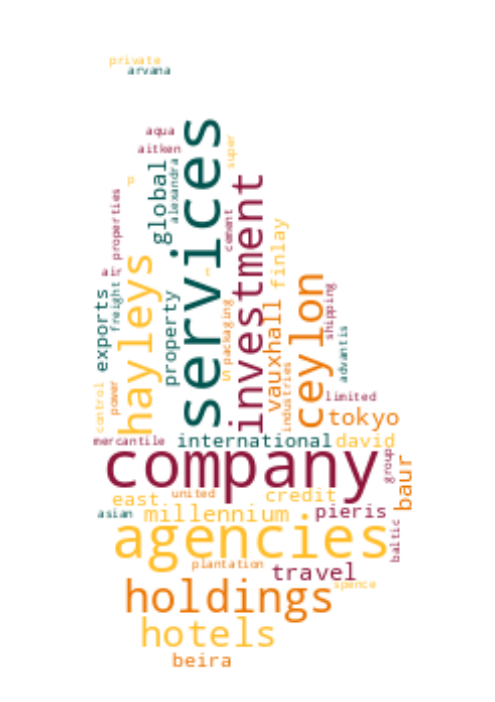 private
arvana
aqua
aitken
super
services
global
alexandra
p
investment
properties
cement
finlay
hayleys
air
ceylon
exports
freight
property
shipping
packaging
vauxhall
s
industries
advantis
control
power
limited
tokyo
mercantile
international
david
company
group
baur
united
east
credit
asian
millennium
pieris
agencies
baltic
plantation
travel
spence
holdings
hotels
beira